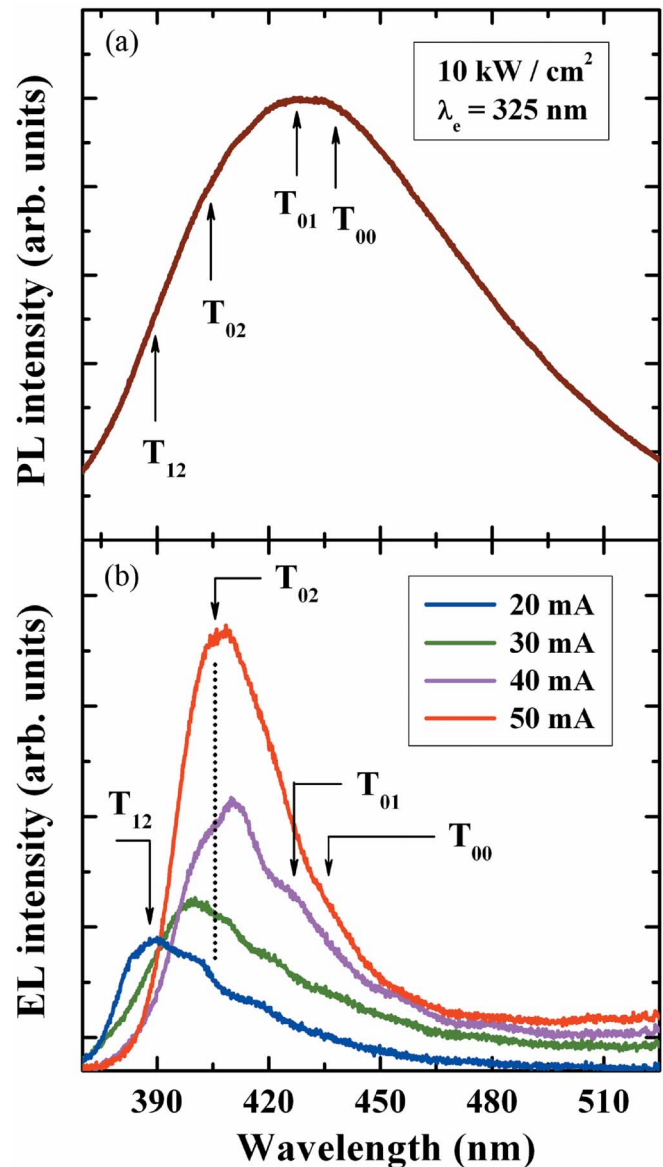 (a)
10 kW / cm²
λₑ = 325 nm
T₀₁
T₀₀
T₀₂
T₁₂
PL intensity (arb. units)
(b)
T₀₂
20 mA
30 mA
40 mA
50 mA
T₁₂
T₀₁
T₀₀
EL intensity (arb. units)
390 420 450 480 510
Wavelength (nm)